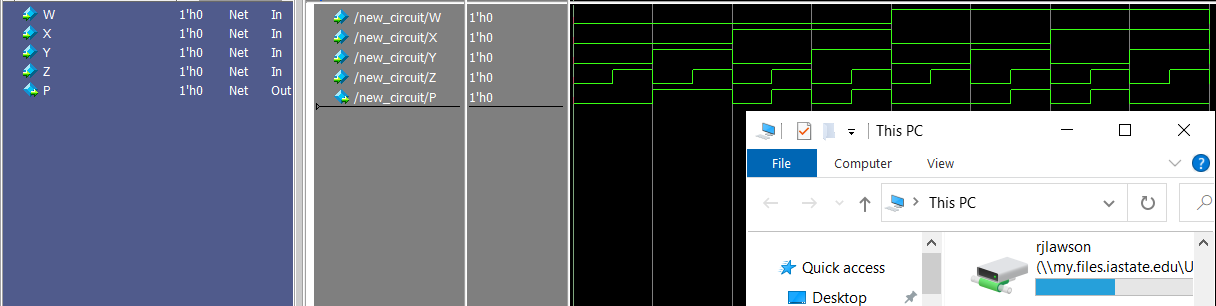 W 1'h0 Net In
X 1'h0 Net In
Y 1'h0 Net In
Z 1'h0 Net In
P 1'h0 Net Out
/new_circuit/W 1'h0
/new_circuit/X 1'h0
/new_circuit/Y 1'h0
/new_circuit/Z 1'h0
/new_circuit/P 1'h0
This PC
File Computer View
This PC
Quick access
Desktop
rjlawson
(\\my.files.iastate.edu\U